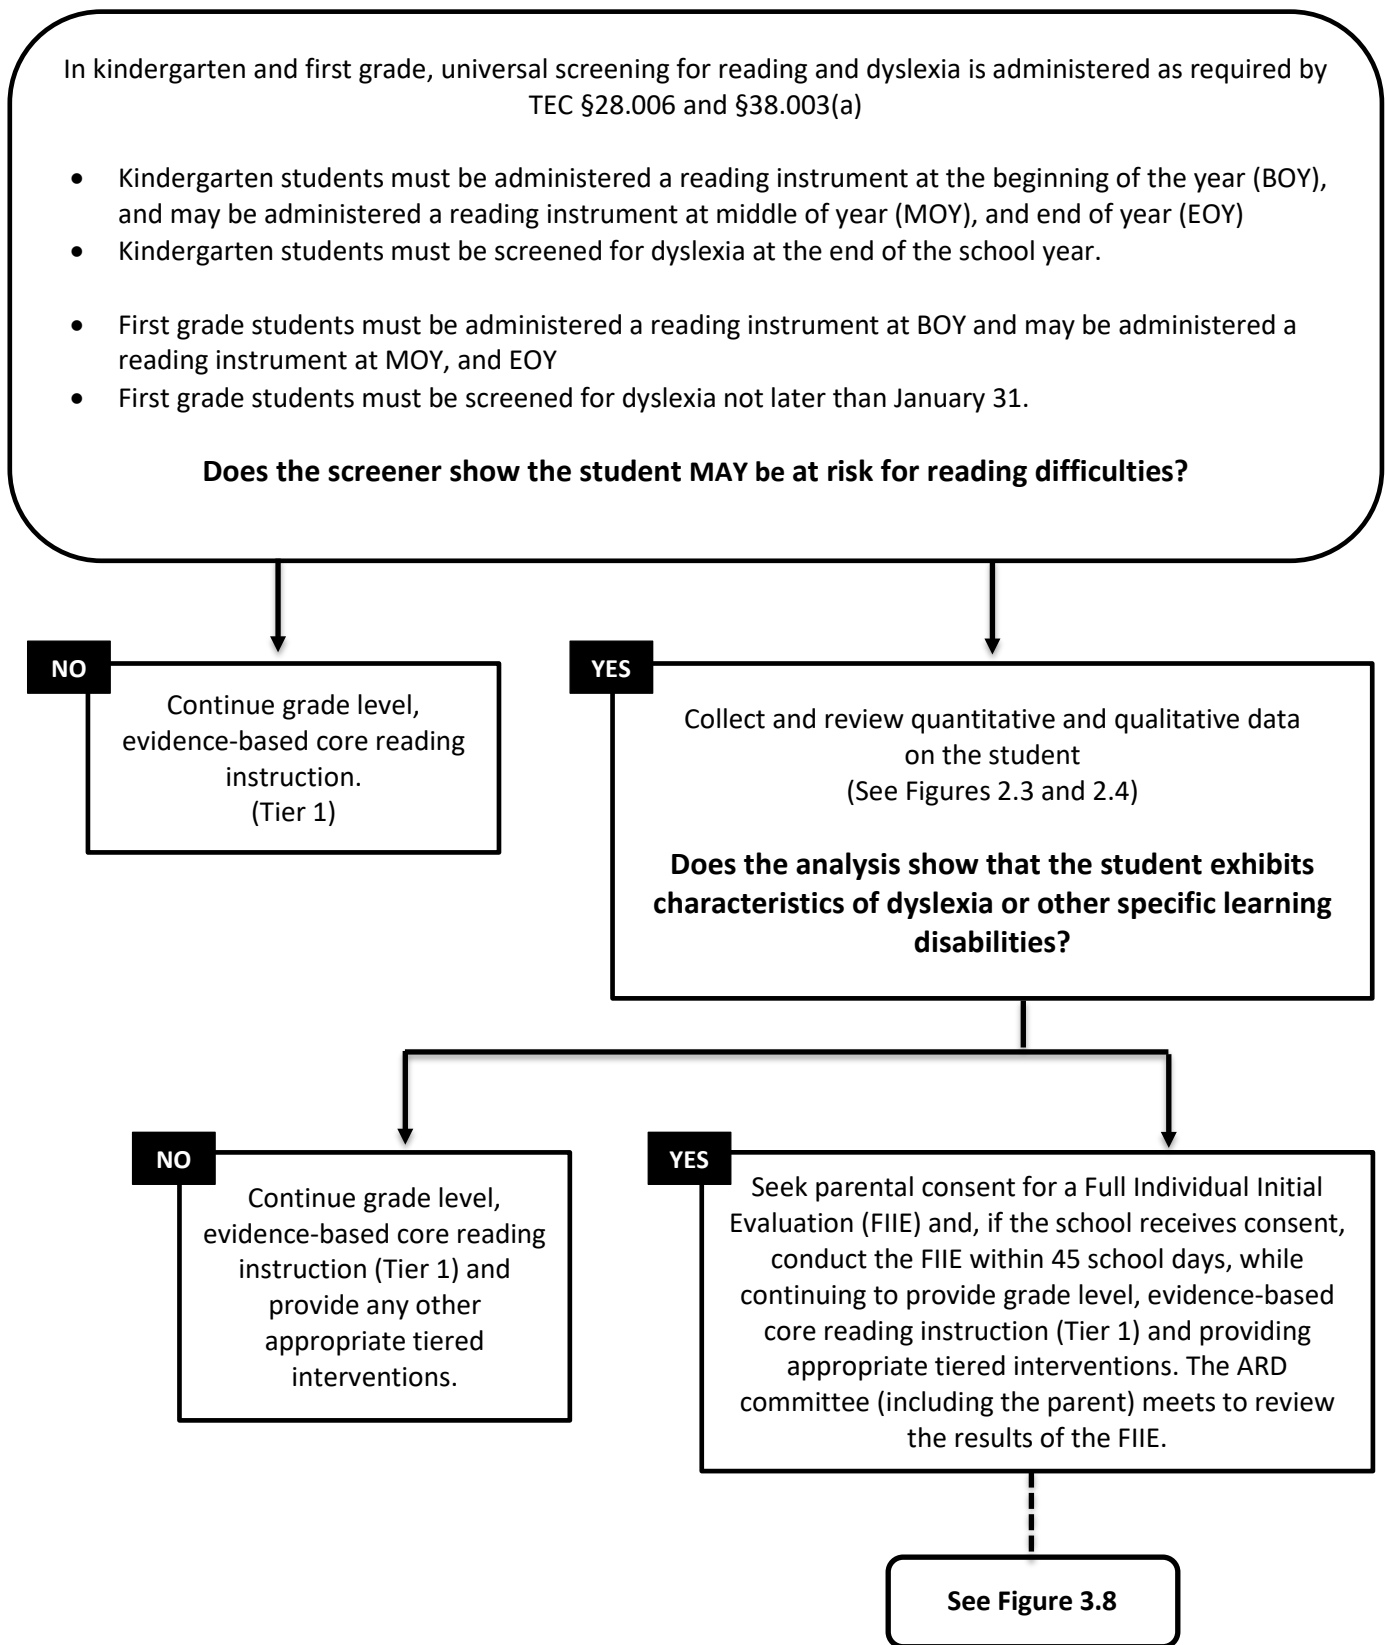 In kindergarten and first grade, universal screening for reading and dyslexia is administered as required by
TEC §28.006 and §38.003(a)
• Kindergarten students must be administered a reading instrument at the beginning of the year (BOY),
and may be administered a reading instrument at middle of year (MOY), and end of year (EOY)
• Kindergarten students must be screened for dyslexia at the end of the school year.
• First grade students must be administered a reading instrument at BOY and may be administered a
reading instrument at MOY, and EOY
• First grade students must be screened for dyslexia not later than January 31.
Does the screener show the student MAY be at risk for reading difficulties?
NO
Continue grade level,
evidence-based core reading
instruction.
(Tier 1)
YES
Collect and review quantitative and qualitative data
on the student
(See Figures 2.3 and 2.4)
Does the analysis show that the student exhibits
characteristics of dyslexia or other specific learning
disabilities?
NO
Continue grade level,
evidence-based core reading
instruction (Tier 1) and
provide any other
appropriate tiered
interventions.
YES
Seek parental consent for a Full Individual Initial
Evaluation (FIIE) and, if the school receives consent,
conduct the FIIE within 45 school days, while
continuing to provide grade level, evidence-based
core reading instruction (Tier 1) and providing
appropriate tiered interventions. The ARD
committee (including the parent) meets to review
the results of the FIIE.
See Figure 3.8